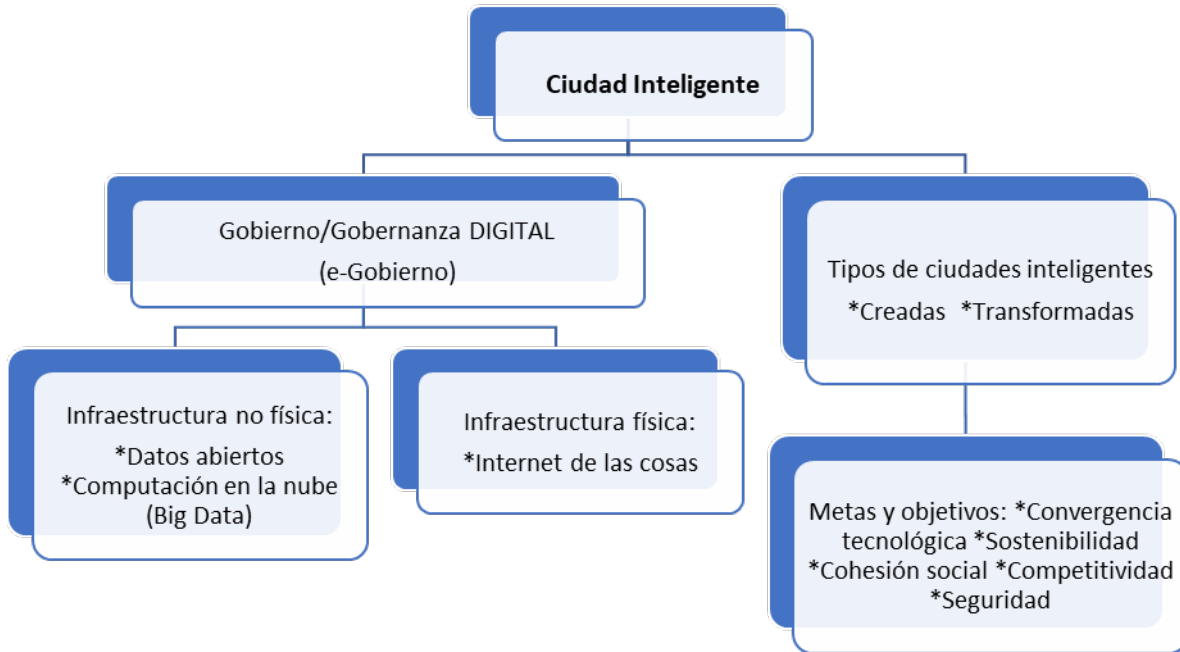 Ciudad Inteligente
Gobierno/Gobernanza DIGITAL
(e-Gobierno)
Tipos de ciudades inteligentes
*Creadas *Transformadas
Infraestructura no física:
*Datos abiertos
*Computación en la nube
(Big Data)
Infraestructura física:
*Internet de las cosas
Metas y objetivos: *Convergencia
tecnológica *Sostenibilidad
*Cohesión social *Competitividad
*Seguridad